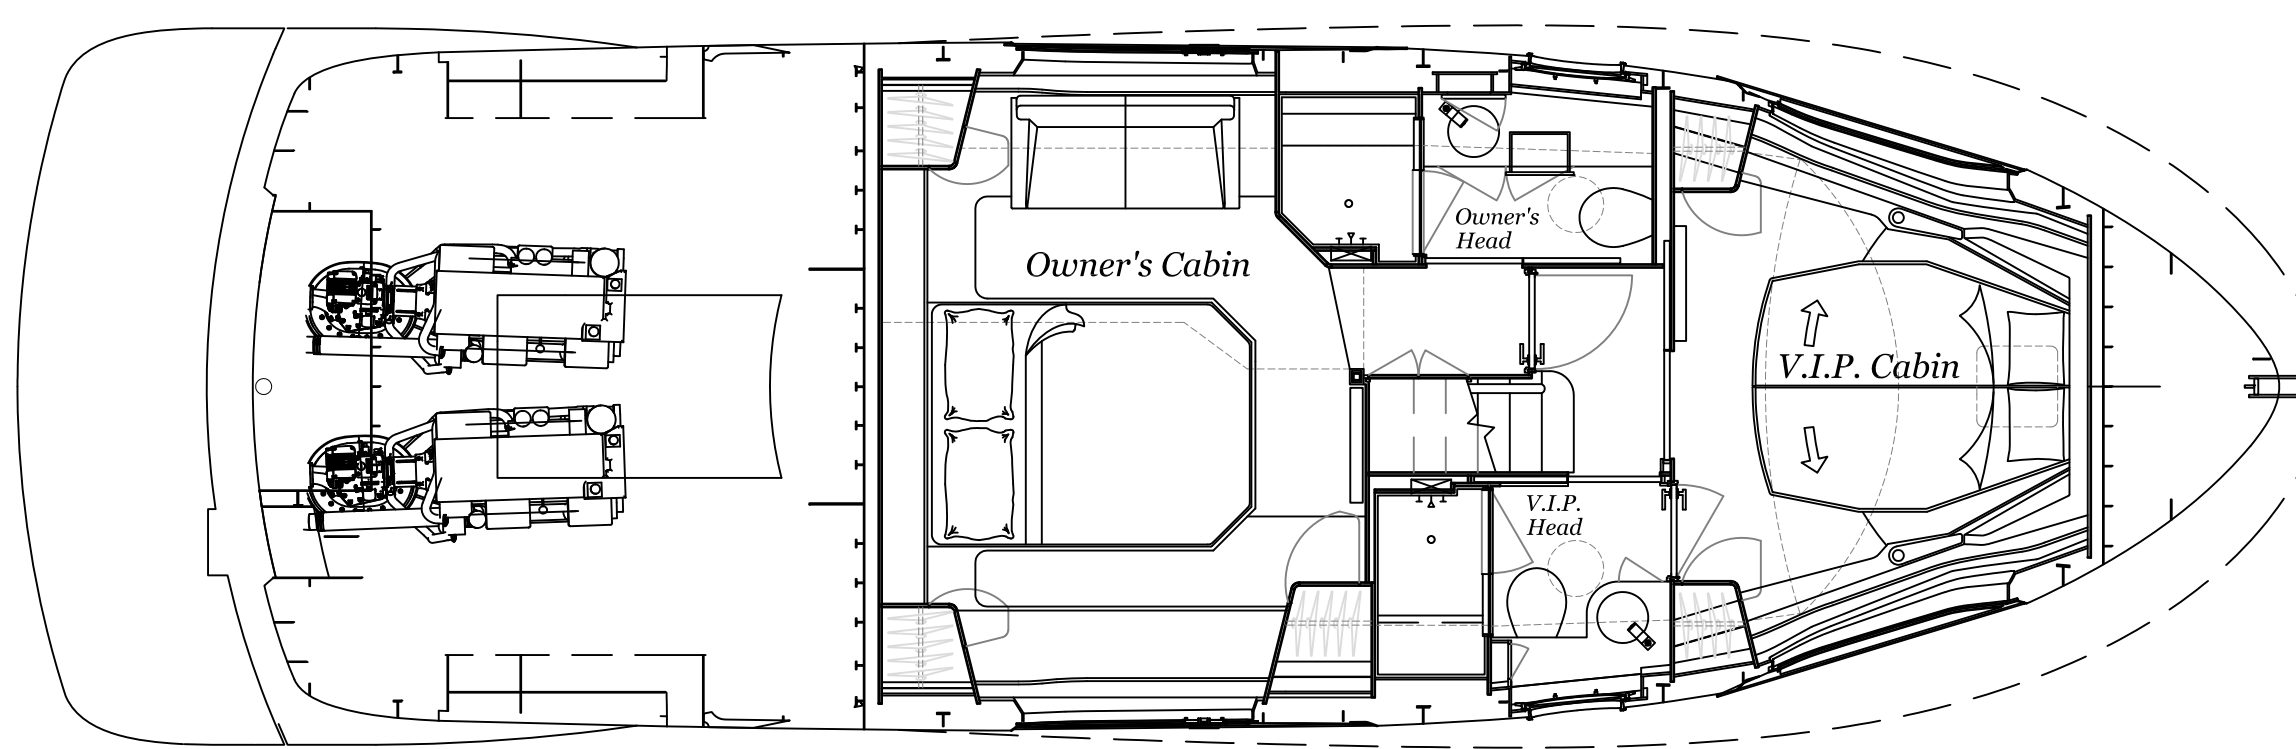 Owner's Cabin
Owner's
Head
V.I.P. Cabin
V.I.P.
Head